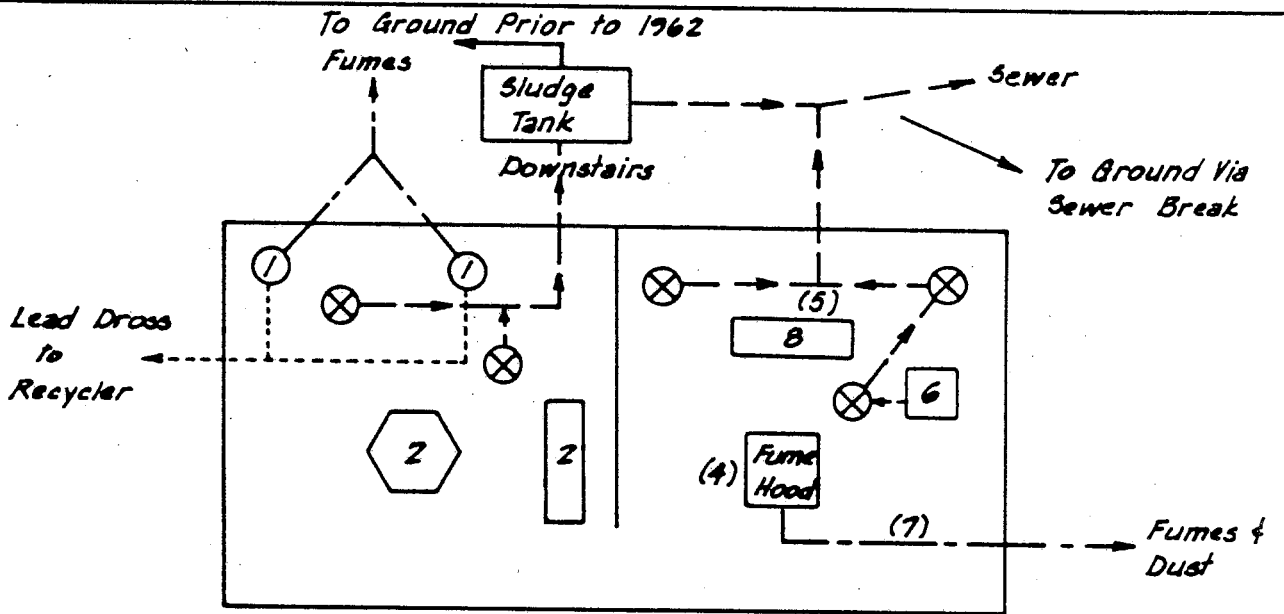 To Ground Prior to 1962
Fumes
Sludge
Tank
Sewer
Downstairs
To Ground Via
Sewer Break
1
1
(5)
8
Lead Dross
to
Recycler
6
2
2
(4)
Fume
Hood
(7)
Fumes &
Dust